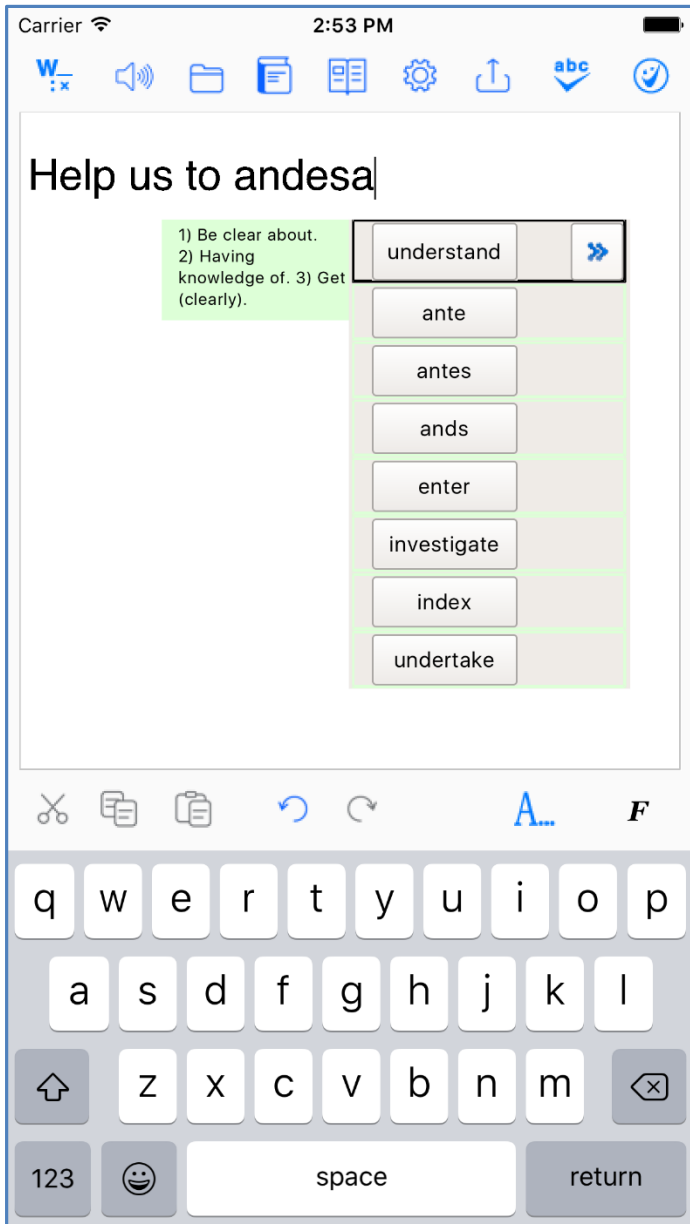 Carrier 2:53 PM
W
abc
Help us to andesa
1) Be clear about.
2) Having
knowledge of. 3) Get
(clearly).
understand
ante
antes
ands
enter
investigate
index
undertake
A...
F
q w e r t y u i o p
a s d f g h j k l
z x c v b n m
123 space return